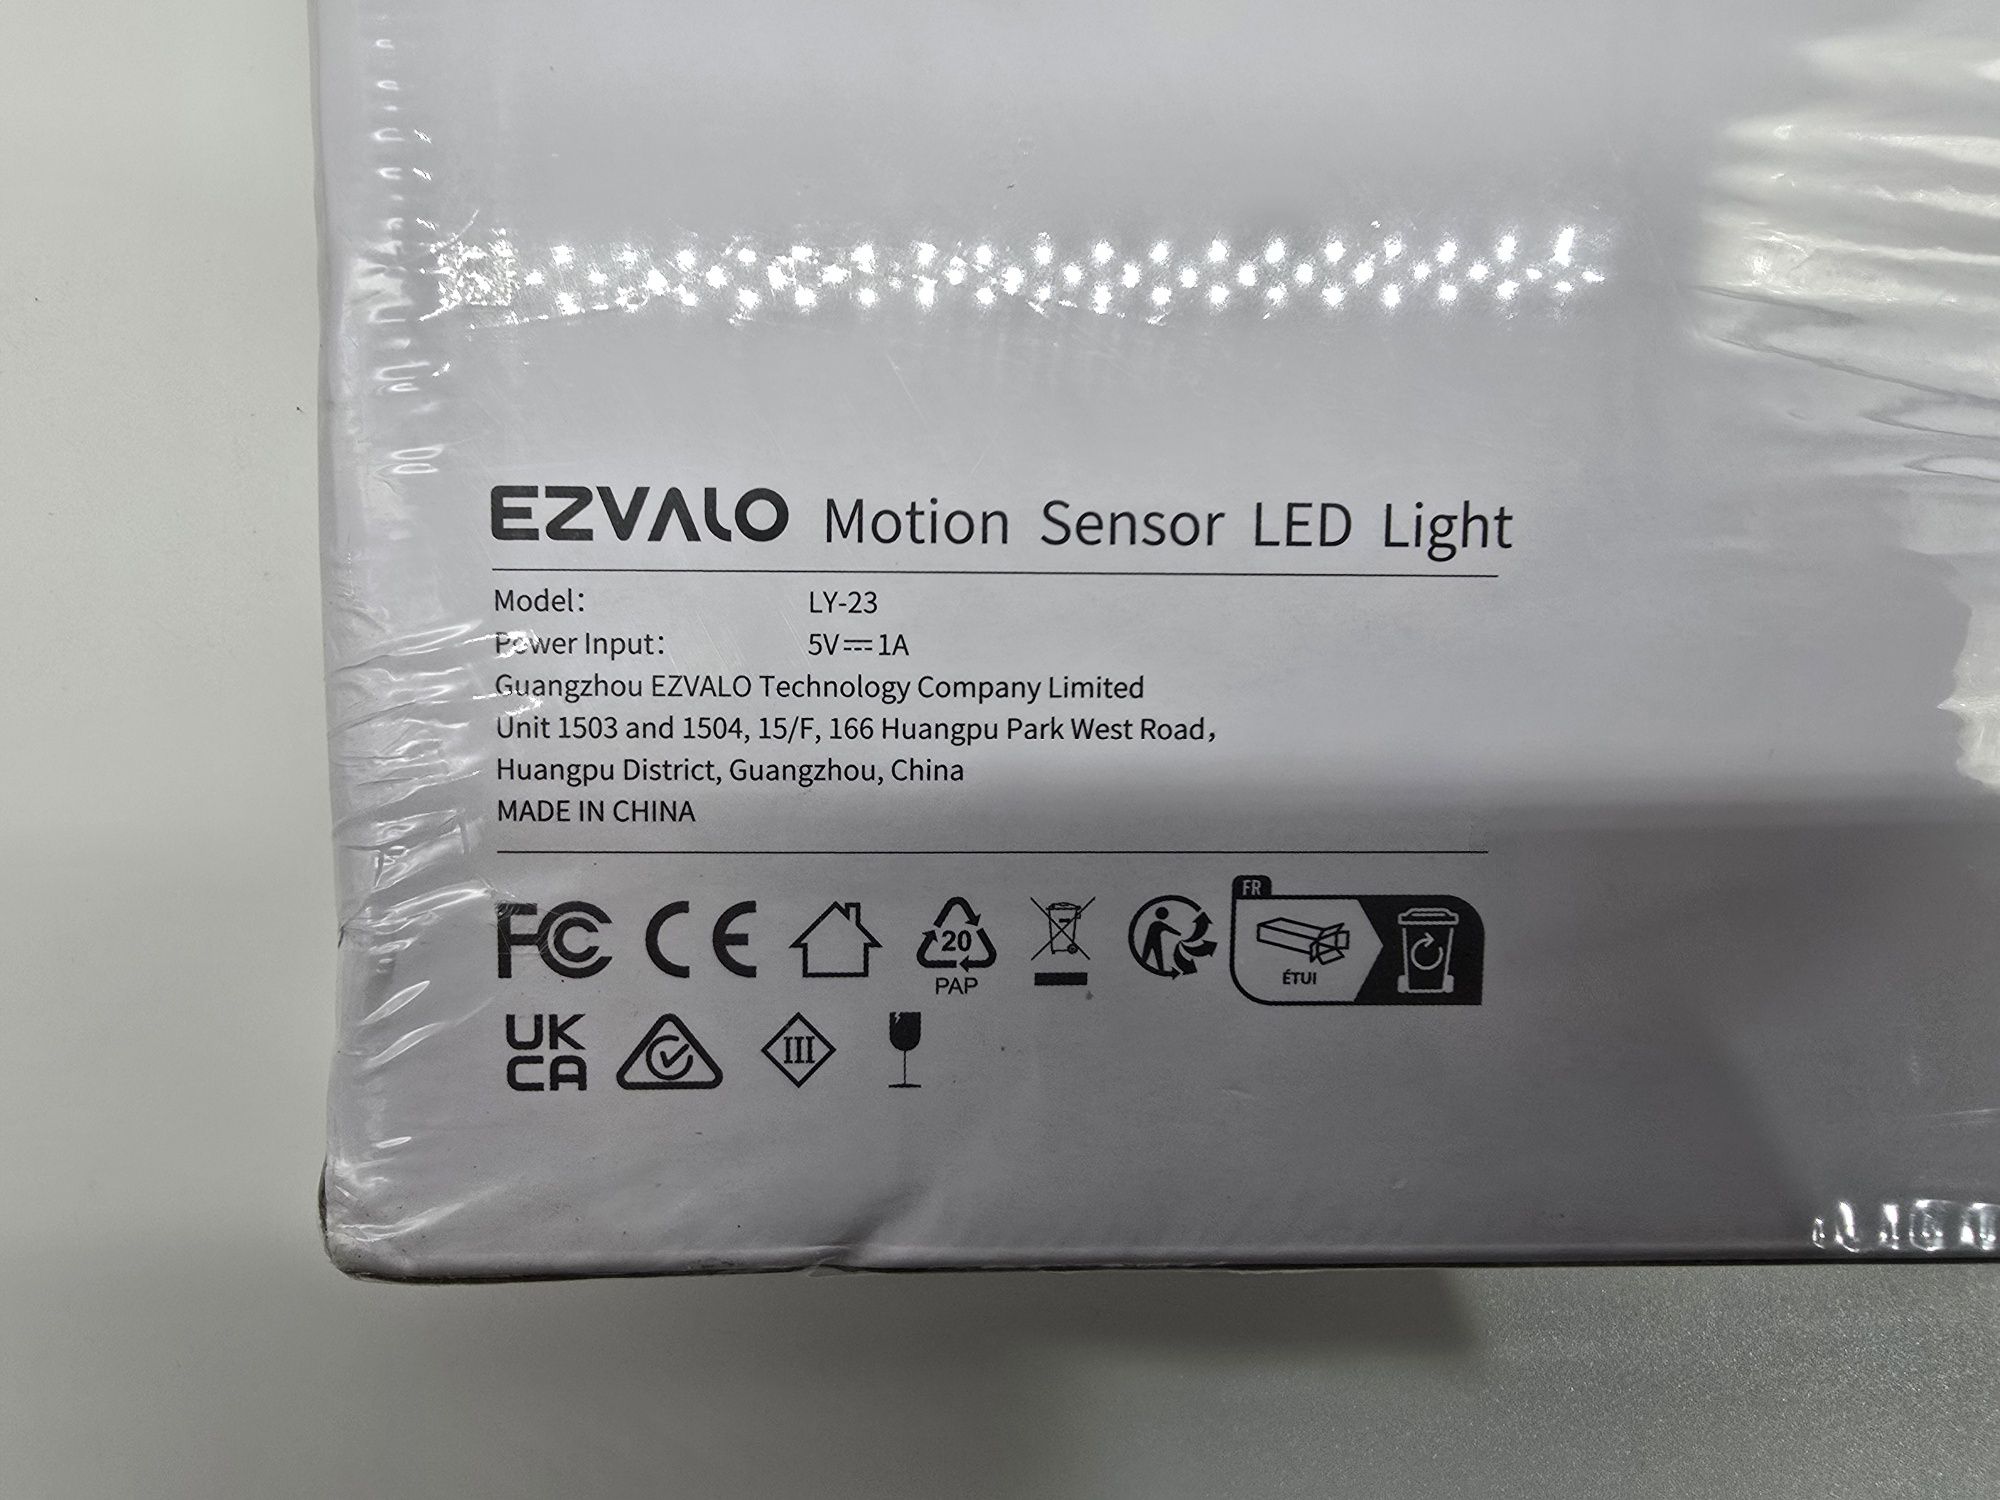 EZVALO Motion Sensor LED Light
Model: LY-23
Power Input: 5V⎓1A
Guangzhou EZVALO Technology Company Limited
Unit 1503 and 1504, 15/F, 166 Huangpu Park West Road,
Huangpu District, Guangzhou, China
MADE IN CHINA
FC CE 20 FR
PAP ÉTUI
UK III
CA